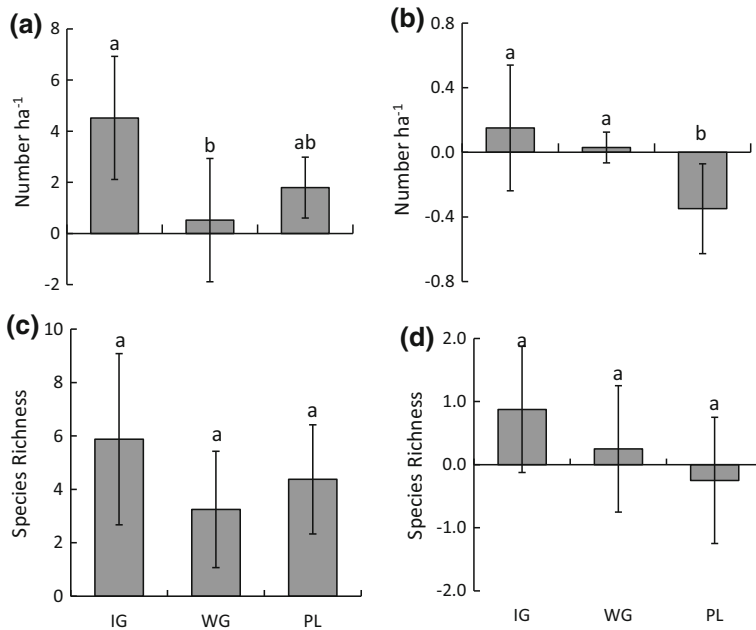 (a)
8
6
4
2
0
-2
Number ha⁻¹
a
b
ab
(b)
0.8
0.4
0.0
-0.4
-0.8
Number ha⁻¹
a
a
b
(c)
10
8
6
4
2
0
Species Richness
a
a
a
IG
WG
PL
(d)
2.0
1.0
0.0
-1.0
-2.0
Species Richness
a
a
a
IG
WG
PL